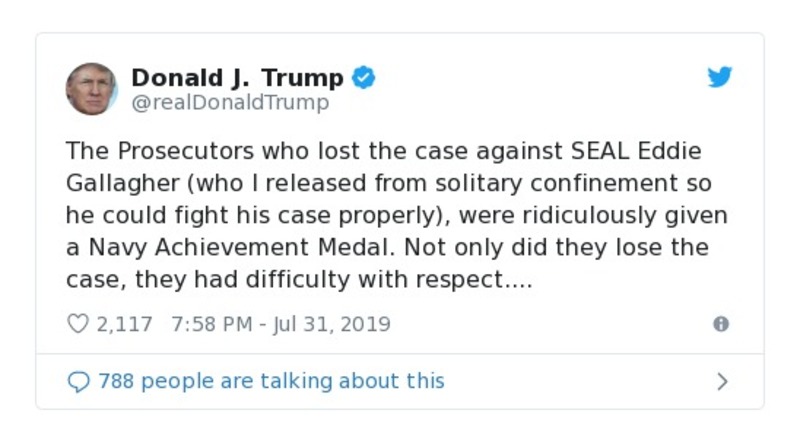 Donald J. Trump
@realDonaldTrump
The Prosecutors who lost the case against SEAL Eddie
Gallagher (who I released from solitary confinement so
he could fight his case properly), were ridiculously given
a Navy Achievement Medal. Not only did they lose the
case, they had difficulty with respect....
2,117 7:58 PM - Jul 31, 2019
788 people are talking about this